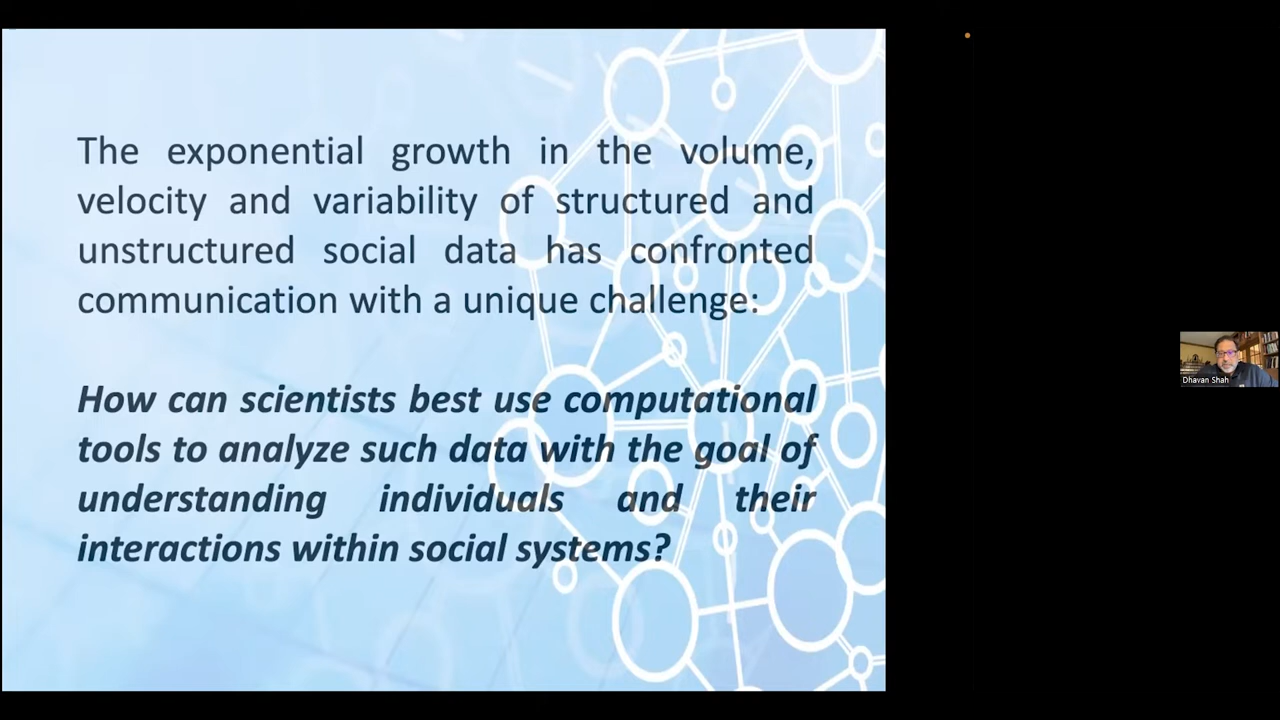 The exponential growth in the volume,
velocity and variability of structured and
unstructured social data has confronted
communication with a unique challenge:
How can scientists best use computational
tools to analyze such data with the goal of
understanding individuals and their
interactions within social systems?
Dhavan Shah